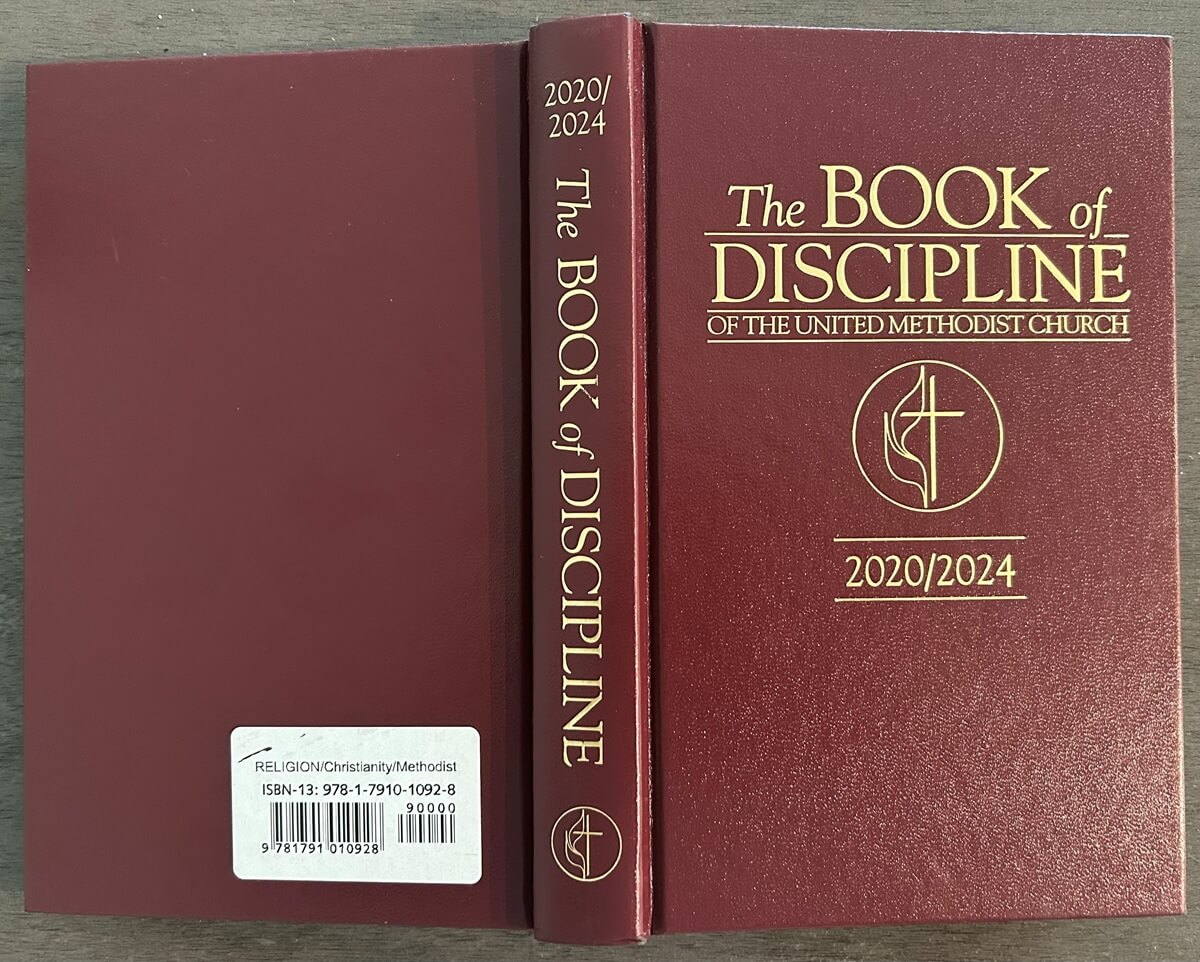 RELIGION/Christianity/Methodist
ISBN-13: 978-1-7910-1092-8
90000
9 781791 010928
2020/
2024
The BOOK of DISCIPLINE
The BOOK of
DISCIPLINE
OF THE UNITED METHODIST CHURCH
2020/2024